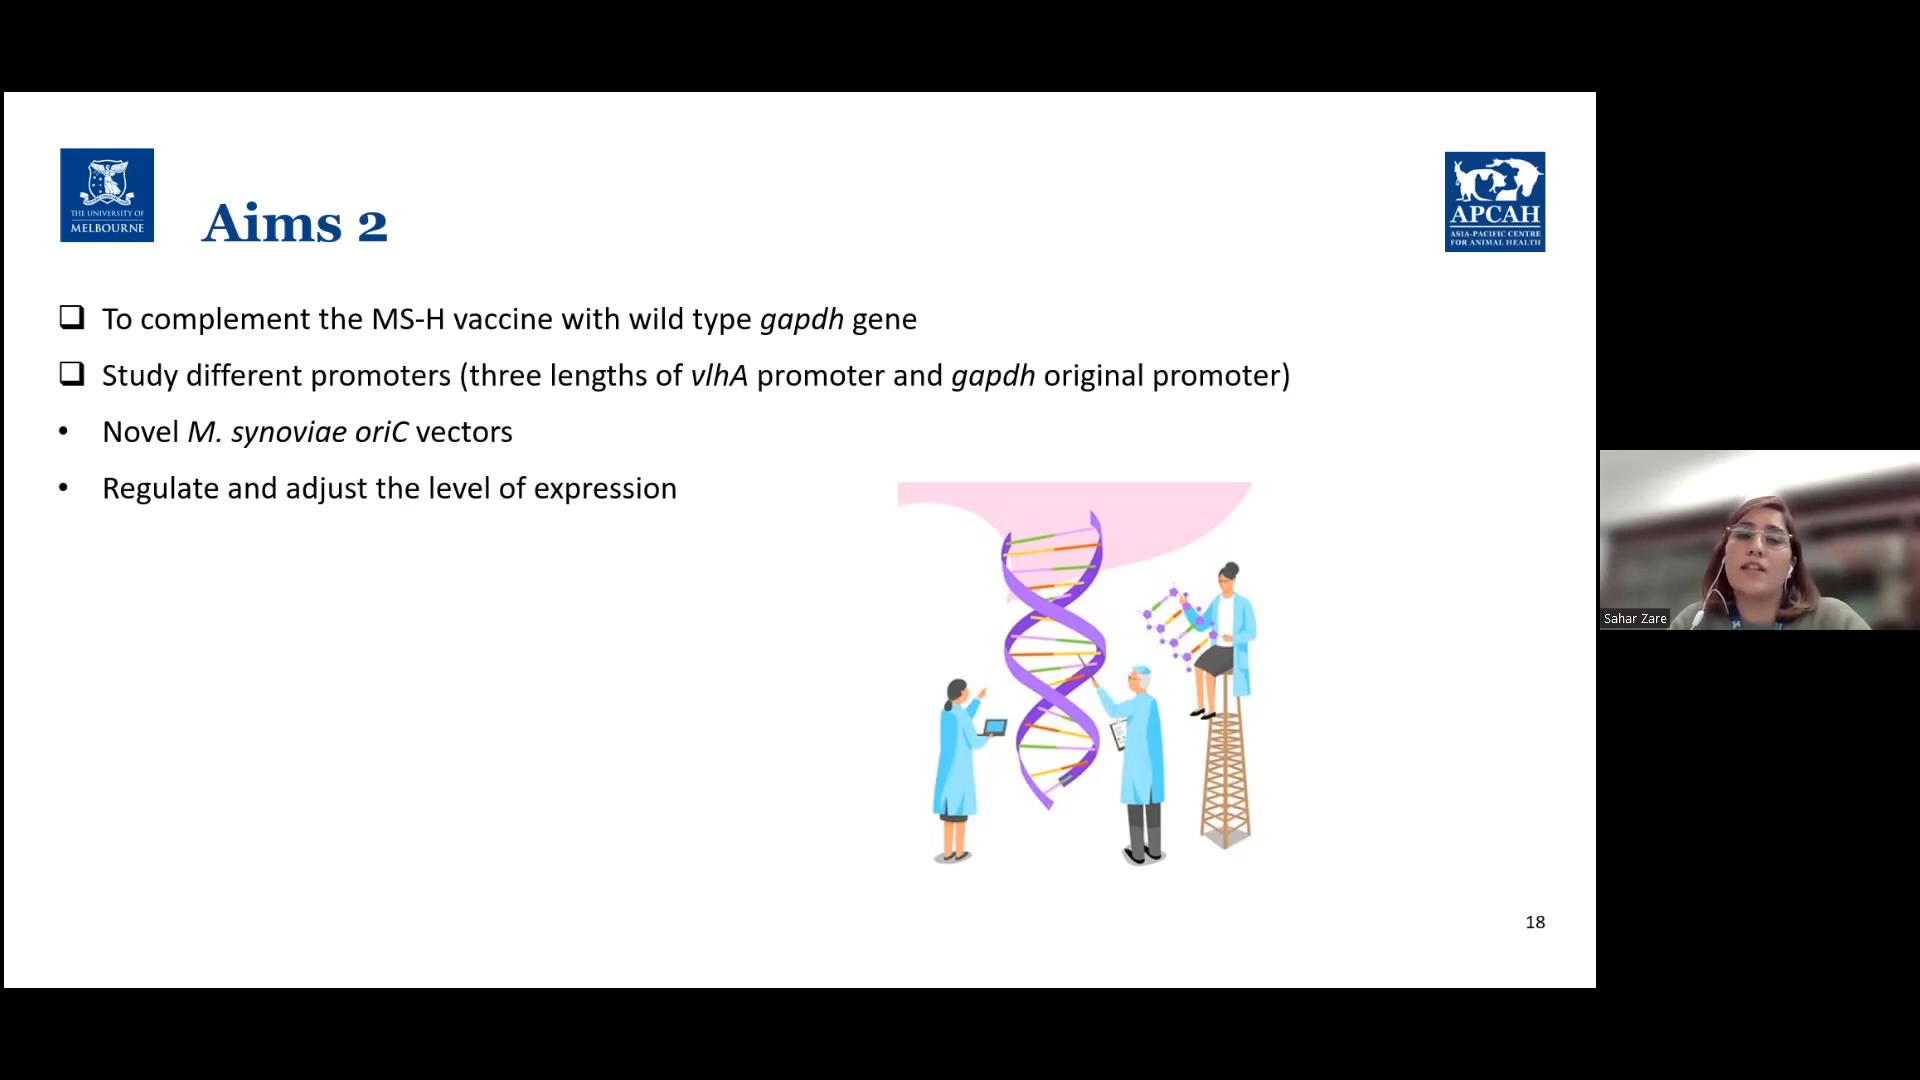 THE UNIVERSITY OF
MELBOURNE
Aims 2
APCAH
ASIA-PACIFIC CENTRE
FOR ANIMAL HEALTH
❑ To complement the MS-H vaccine with wild type gapdh gene
❑ Study different promoters (three lengths of vlhA promoter and gapdh original promoter)
• Novel M. synoviae oriC vectors
• Regulate and adjust the level of expression
Sahar Zare
18